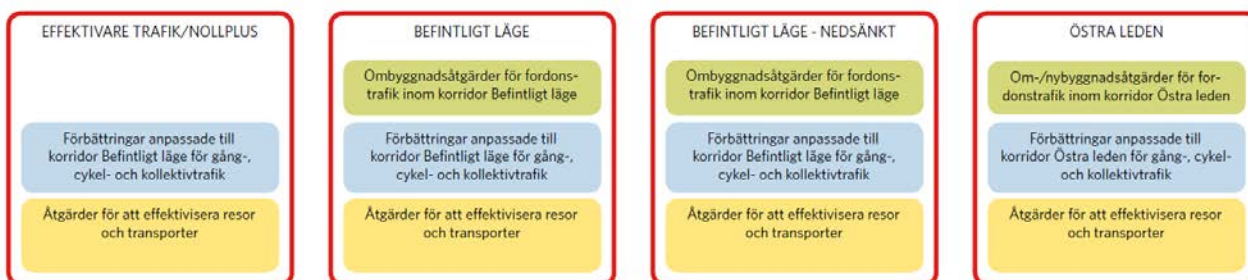 EFFEKTIVARE TRAFIK/NOLLPLUS
Förbättringar anpassade till
korridor Befintligt läge för gång-,
cykel- och kollektivtrafik
Åtgärder för att effektivisera resor
och transporter
BEFINTLIGT LÄGE
Ombyggnadsåtgärder för fordons-
trafik inom korridor Befintligt läge
Förbättringar anpassade till
korridor Befintligt läge för gång-,
cykel- och kollektivtrafik
Åtgärder för att effektivisera resor
och transporter
BEFINTLIGT LÄGE - NEDSÄNKT
Ombyggnadsåtgärder för fordons-
trafik inom korridor Befintligt läge
Förbättringar anpassade till
korridor Befintligt läge för gång-,
cykel- och kollektivtrafik
Åtgärder för att effektivisera resor
och transporter
ÖSTRA LEDEN
Om-/nybyggnadsåtgärder för for-
donstrafik inom korridor Östra leden
Förbättringar anpassade till
korridor Östra leden för gång-, cykel-
och kollektivtrafik
Åtgärder för att effektivisera resor
och transporter